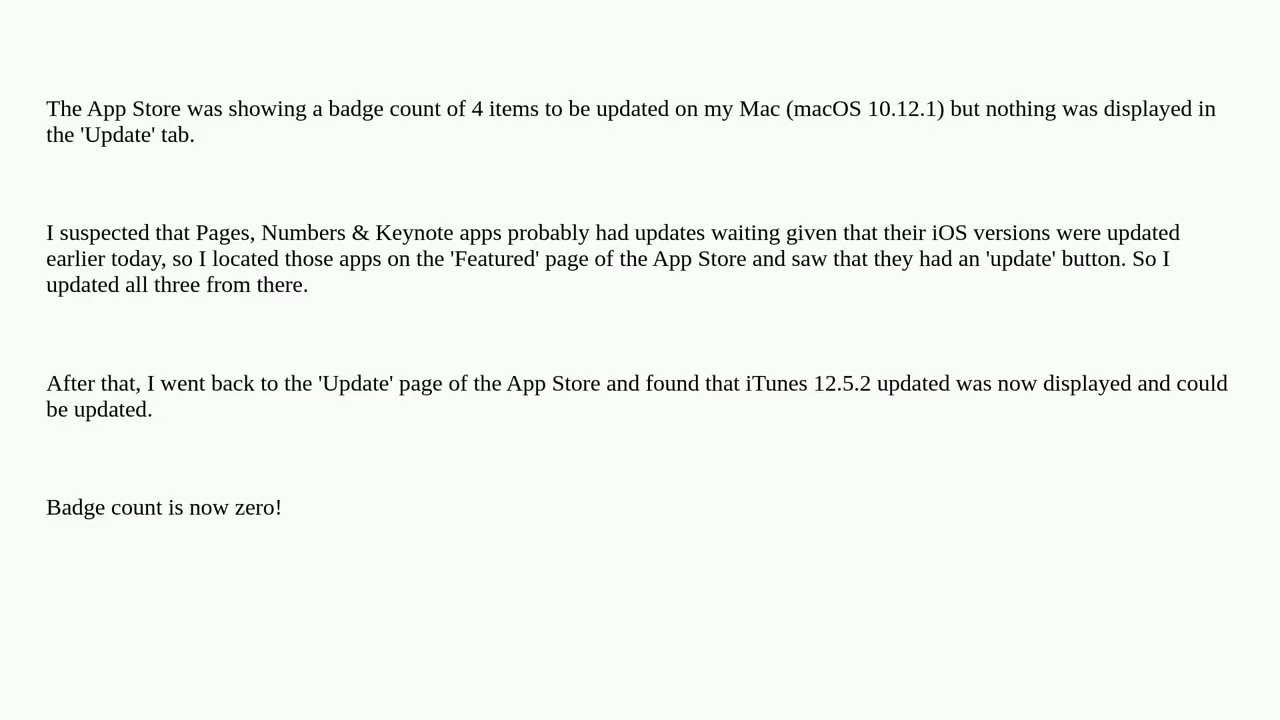 The App Store was showing a badge count of 4 items to be updated on my Mac (macOS 10.12.1) but nothing was displayed in
the 'Update' tab.
I suspected that Pages, Numbers & Keynote apps probably had updates waiting given that their iOS versions were updated
earlier today, so I located those apps on the 'Featured' page of the App Store and saw that they had an 'update' button. So I
updated all three from there.
After that, I went back to the 'Update' page of the App Store and found that iTunes 12.5.2 updated was now displayed and could
be updated.
Badge count is now zero!